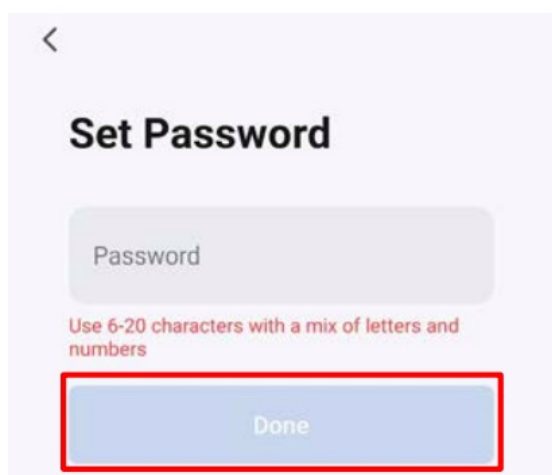 Set Password
Password
Use 6-20 characters with a mix of letters and
numbers
Done